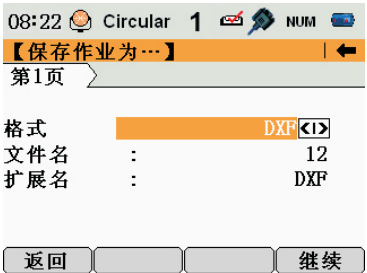 08:22 Circular 1 NUM
【保存作业为…】
第1页
格式 DXF
文件名 : 12
扩展名 : DXF
返回 继续